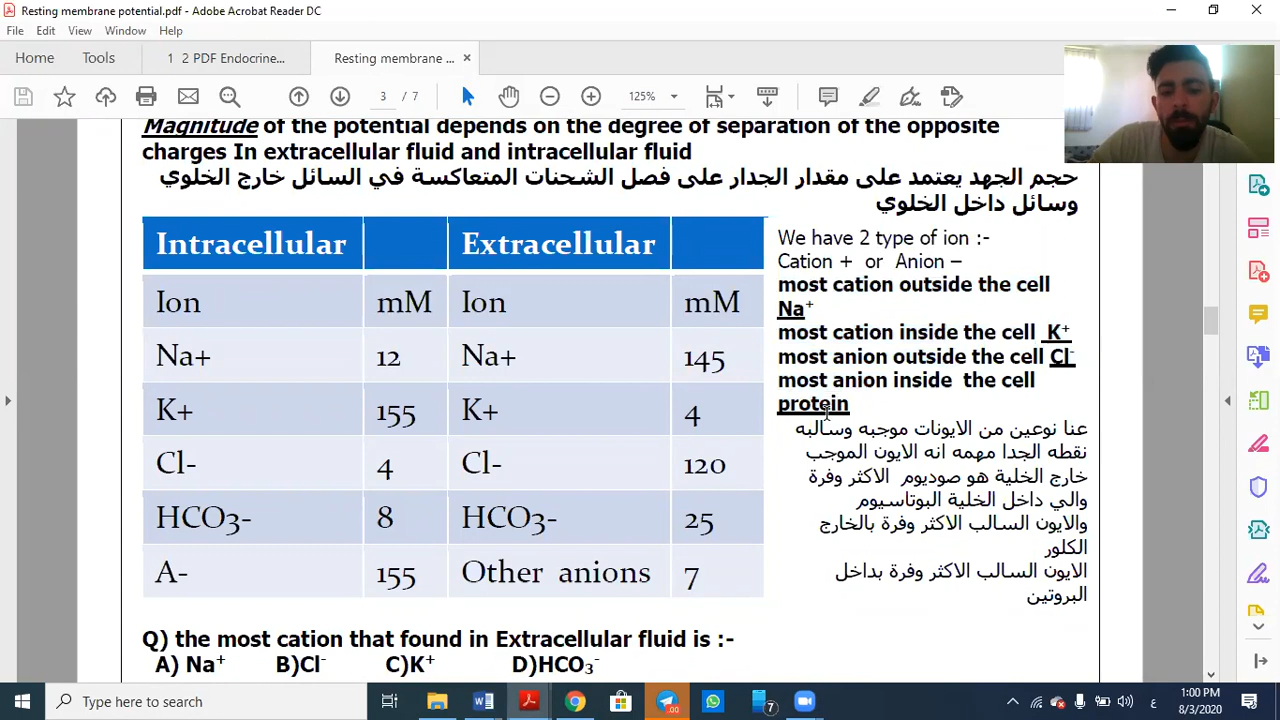 Resting membrane potential.pdf - Adobe Acrobat Reader DC
File Edit View Window Help
Home Tools 1 2 PDF Endocrine... Resting membrane ...
3 / 7 125%
Magnitude of the potential depends on the degree of separation of the opposite
charges In extracellular fluid and intracellular fluid
حجم الجهد يعتمد على مقدار الجدار على فصل الشحنات المتعاكسة في السائل خارج الخلوي
وسائل داخل الخلوي
Intracellular Extracellular
Ion mM Ion mM
Na+ 12 Na+ 145
K+ 155 K+ 4
Cl- 4 Cl- 120
HCO3- 8 HCO3- 25
A- 155 Other anions 7
We have 2 type of ion :-
Cation + or Anion –
most cation outside the cell
Na⁺
most cation inside the cell K⁺
most anion outside the cell Cl⁻
most anion inside the cell
protein
عنا نوعين من الايونات موجبه وسالبه
نقطه الجدا مهمه انه الايون الموجب
خارج الخلية هو صوديوم الاكثر وفرة
والي داخل الخلية البوتاسيوم
والايون السالب الاكثر وفرة بالخارج
الكلور
الايون السالب الاكثر وفرة بداخل
البروتين
Q) the most cation that found in Extracellular fluid is :-
A) Na⁺ B)Cl⁻ C)K⁺ D)HCO₃⁻
Type here to search
7
ع
1:00 PM
8/3/2020